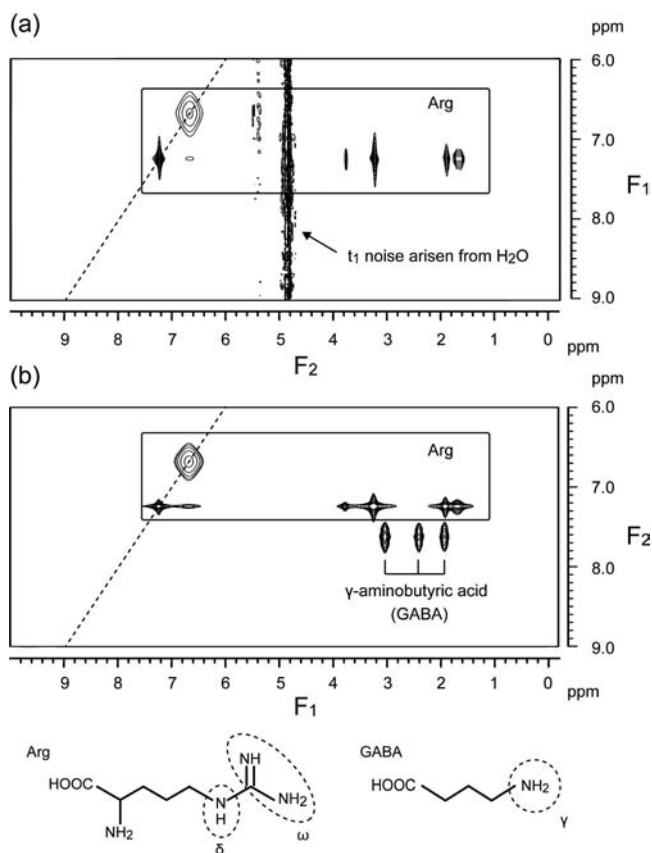 (a)
ppm
6.0
Arg
7.0
F1
8.0
t1 noise arisen from H2O
9.0
9 8 7 6 5 4 3 2 1 0 ppm
F2
(b)
ppm
6.0
Arg
7.0
F2
8.0
γ-aminobutyric acid
(GABA)
9.0
9 8 7 6 5 4 3 2 1 0 ppm
F1
Arg
GABA
NH
HOOC
NH2
N
H
NH2
δ
ω
HOOC
NH2
γ